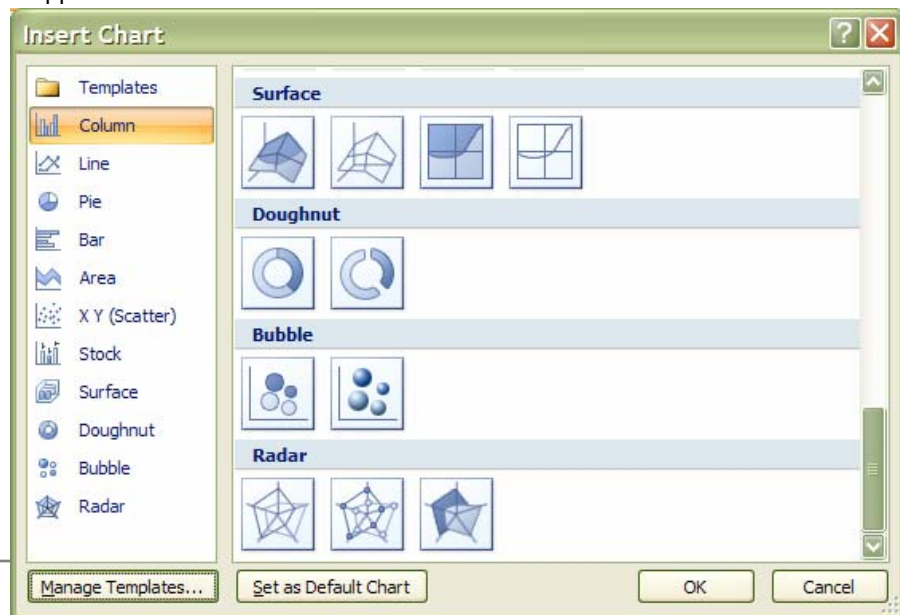 Insert Chart
Templates
Column
Line
Pie
Bar
Area
X Y (Scatter)
Stock
Surface
Doughnut
Bubble
Radar
Surface
Doughnut
Bubble
Radar
Manage Templates...
Set as Default Chart
OK
Cancel